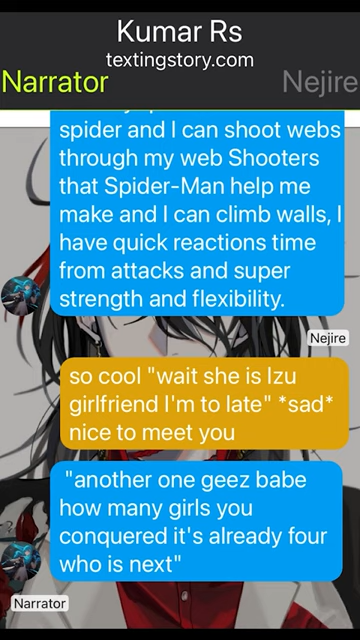 Kumar Rs
textingstory.com
Narrator Nejire
spider and I can shoot webs
through my web Shooters
that Spider-Man help me
make and I can climb walls, I
have quick reactions time
from attacks and super
strength and flexibility.
Nejire
so cool "wait she is Izu
girlfriend I'm to late" *sad*
nice to meet you
"another one geez babe
how many girls you
conquered it's already four
who is next"
Narrator